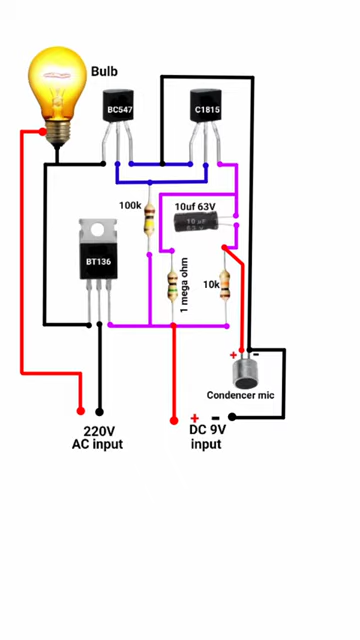 Bulb
BC547
C1815
100k
10uf 63V
10 µF
63 V
BT136
1 mega ohm
10k
+ -
Condencer mic
220V
AC input
+ -
DC 9V
input